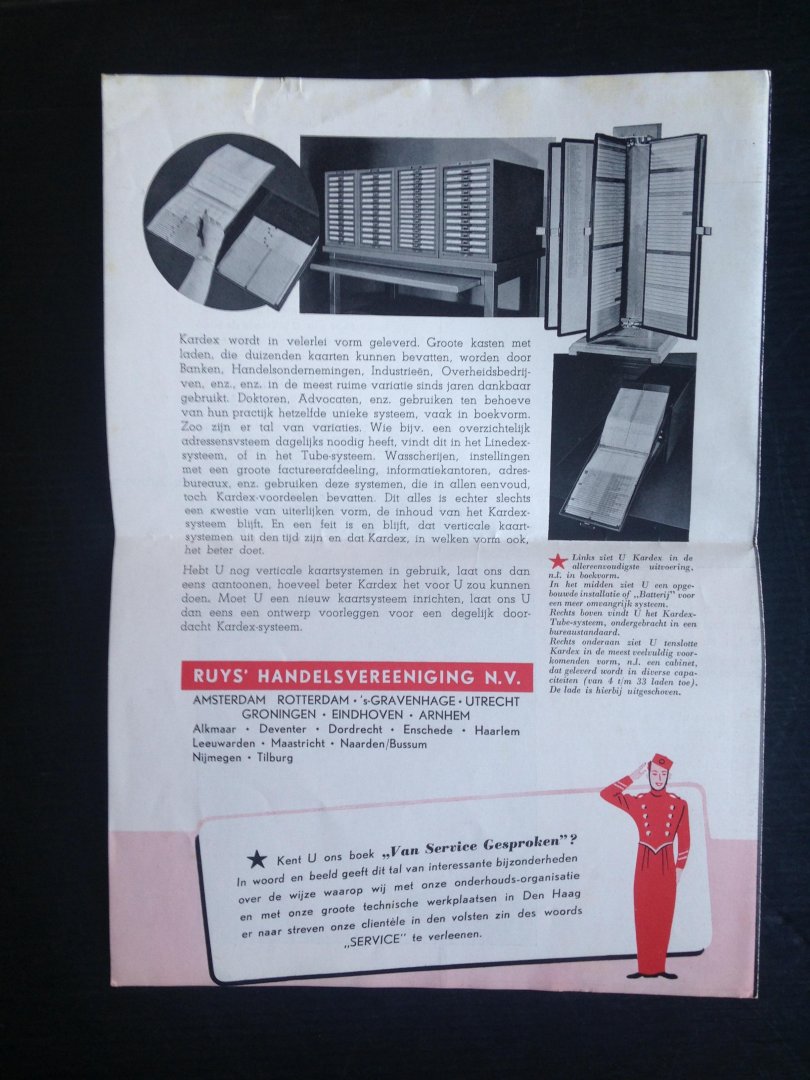 Kardex wordt in velerlei vorm geleverd. Groote kasten met
laden, die duizenden kaarten kunnen bevatten, worden door
Banken, Handelsondernemingen, Industrieën, Overheidsbedrij-
ven, enz., enz. in de meest ruime variatie sinds jaren dankbaar
gebruikt. Doktoren, Advocaten, enz. gebruiken ten behoeve
van hun practijk hetzelfde unieke systeem, vaak in boekvorm.
Zoo zijn er tal van variaties. Wie bijv. een overzichtelijk
adressensysteem dagelijks noodig heeft, vindt dit in het Linedex-
systeem, of in het Tube-systeem. Wasscherijen, instellingen
met een groote factureerafdeeling, informatiekantoren, adres-
bureaux, enz. gebruiken deze systemen, die in allen eenvoud,
toch Kardex-voordeelen bevatten. Dit alles is echter slechts
een kwestie van uiterlijken vorm, de inhoud van het Kardex-
systeem blijft. En een feit is en blijft, dat verticale kaart-
systemen uit den tijd zijn en dat Kardex, in welken vorm ook,
het beter doet.
Hebt U nog verticale kaartsystemen in gebruik, laat ons dan
eens aantoonen, hoeveel beter Kardex het voor U zou kunnen
doen. Moet U een nieuw kaartsysteem inrichten, laat ons U
dan eens een ontwerp voorleggen voor een degelijk door-
dacht Kardex-systeem.
★ Links ziet U Kardex in de
allereenvoudigste uitvoering,
n.l. in boekvorm.
In het midden ziet U een opge-
bouwde installatie of „Batterij" voor
een meer omvangrijk systeem.
Rechts boven vindt U het Kardex-
Tube-systeem, ondergebracht in een
bureaustandaard.
Rechts onderaan ziet U tenslotte
Kardex in de meest veelvuldig voor-
komenden vorm, n.l. een cabinet,
dat geleverd wordt in diverse capa-
citeiten (van 4 t/m 33 laden toe).
De lade is hierbij uitgeschoven.
RUYS' HANDELSVEREENIGING N.V.
AMSTERDAM ROTTERDAM • 's-GRAVENHAGE • UTRECHT
GRONINGEN • EINDHOVEN • ARNHEM
Alkmaar • Deventer • Dordrecht • Enschede • Haarlem
Leeuwarden • Maastricht • Naarden/Bussum
Nijmegen • Tilburg
★ Kent U ons boek „Van Service Gesproken"?
In woord en beeld geeft dit tal van interessante bijzonderheden
over de wijze waarop wij met onze onderhouds-organisatie
en met onze groote technische werkplaatsen in Den Haag
er naar streven onze clientèle in den volsten zin des woords
„SERVICE" te verleenen.